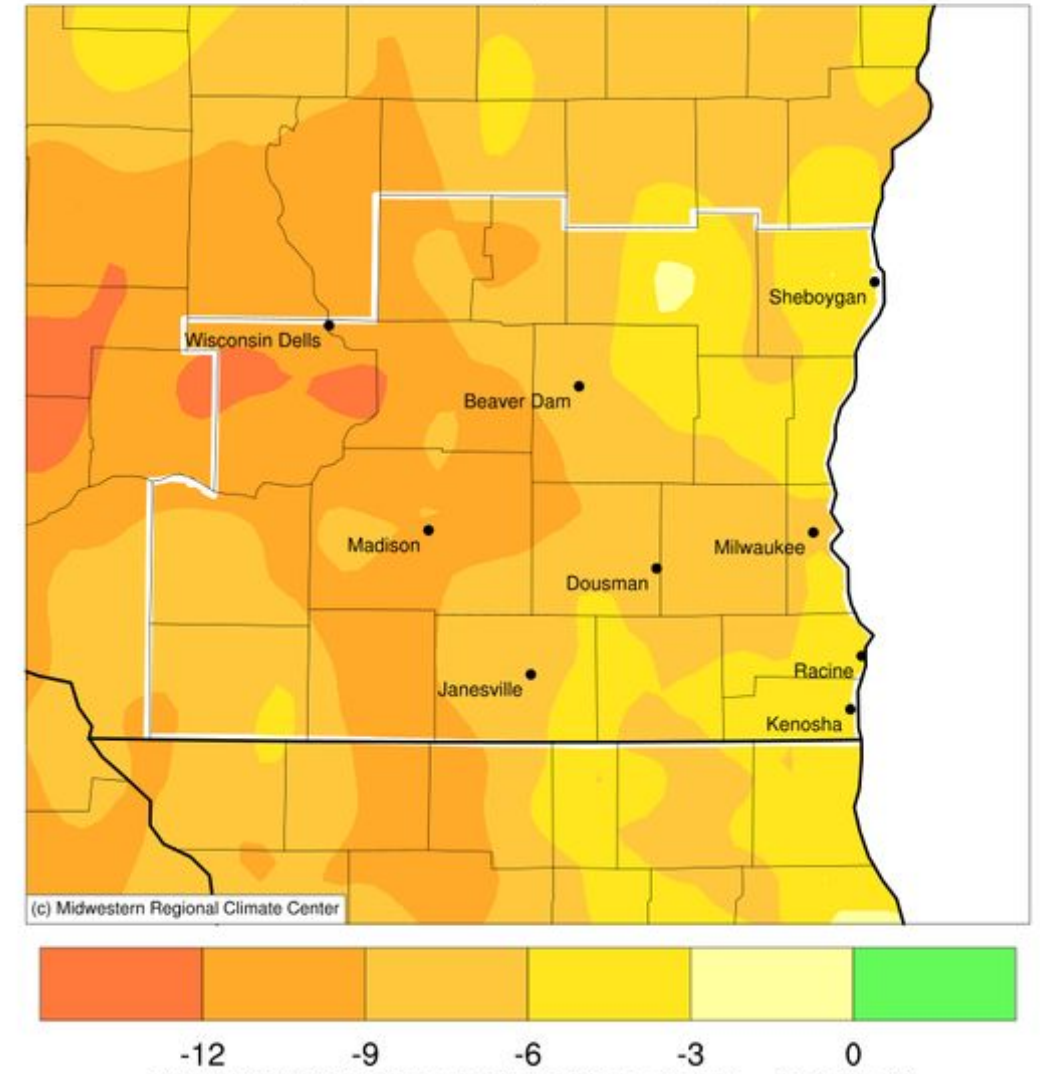 Sheboygan
Wisconsin Dells
Beaver Dam
Madison
Milwaukee
Dousman
Racine
Janesville
Kenosha
(c) Midwestern Regional Climate Center
-12 -9 -6 -3 0